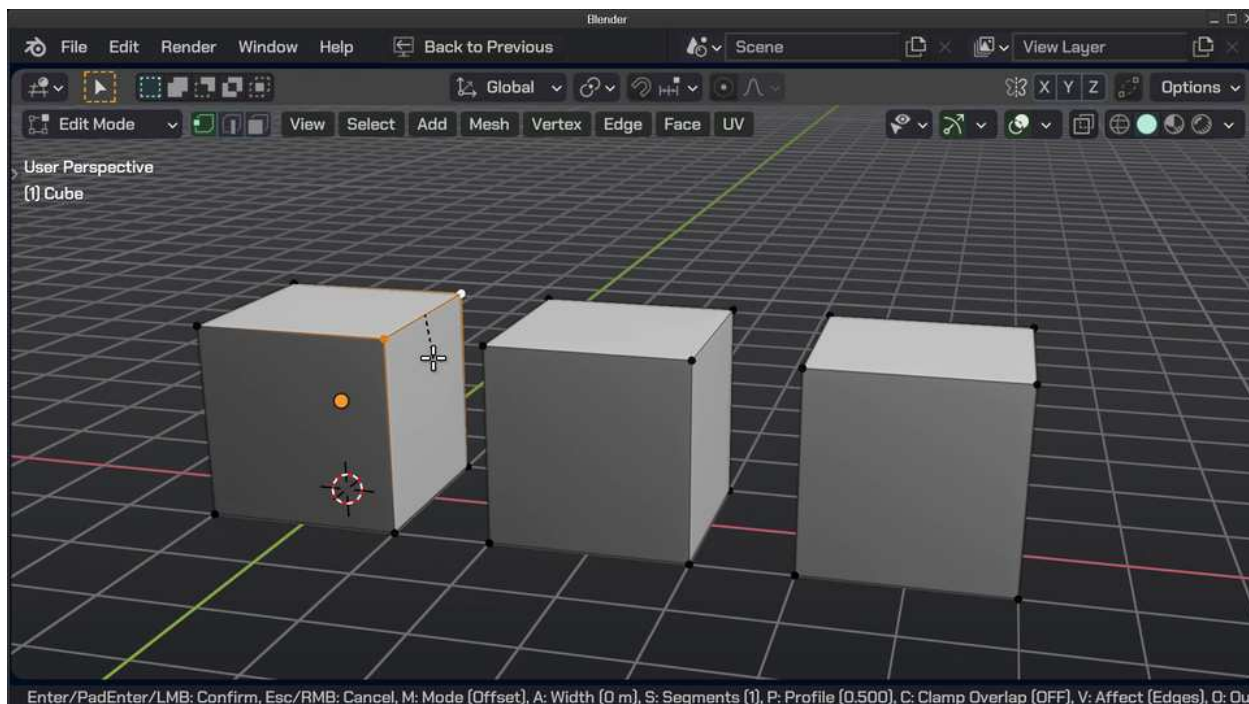 Blender
File Edit Render Window Help Back to Previous Scene View Layer
Global X Y Z Options
Edit Mode View Select Add Mesh Vertex Edge Face UV
User Perspective
(1) Cube
Enter/PadEnter/LMB: Confirm, Esc/RMB: Cancel, M: Mode (Offset), A: Width (0 m), S: Segments (1), P: Profile (0.500), C: Clamp Overlap (OFF), V: Affect (Edges), O: Ou